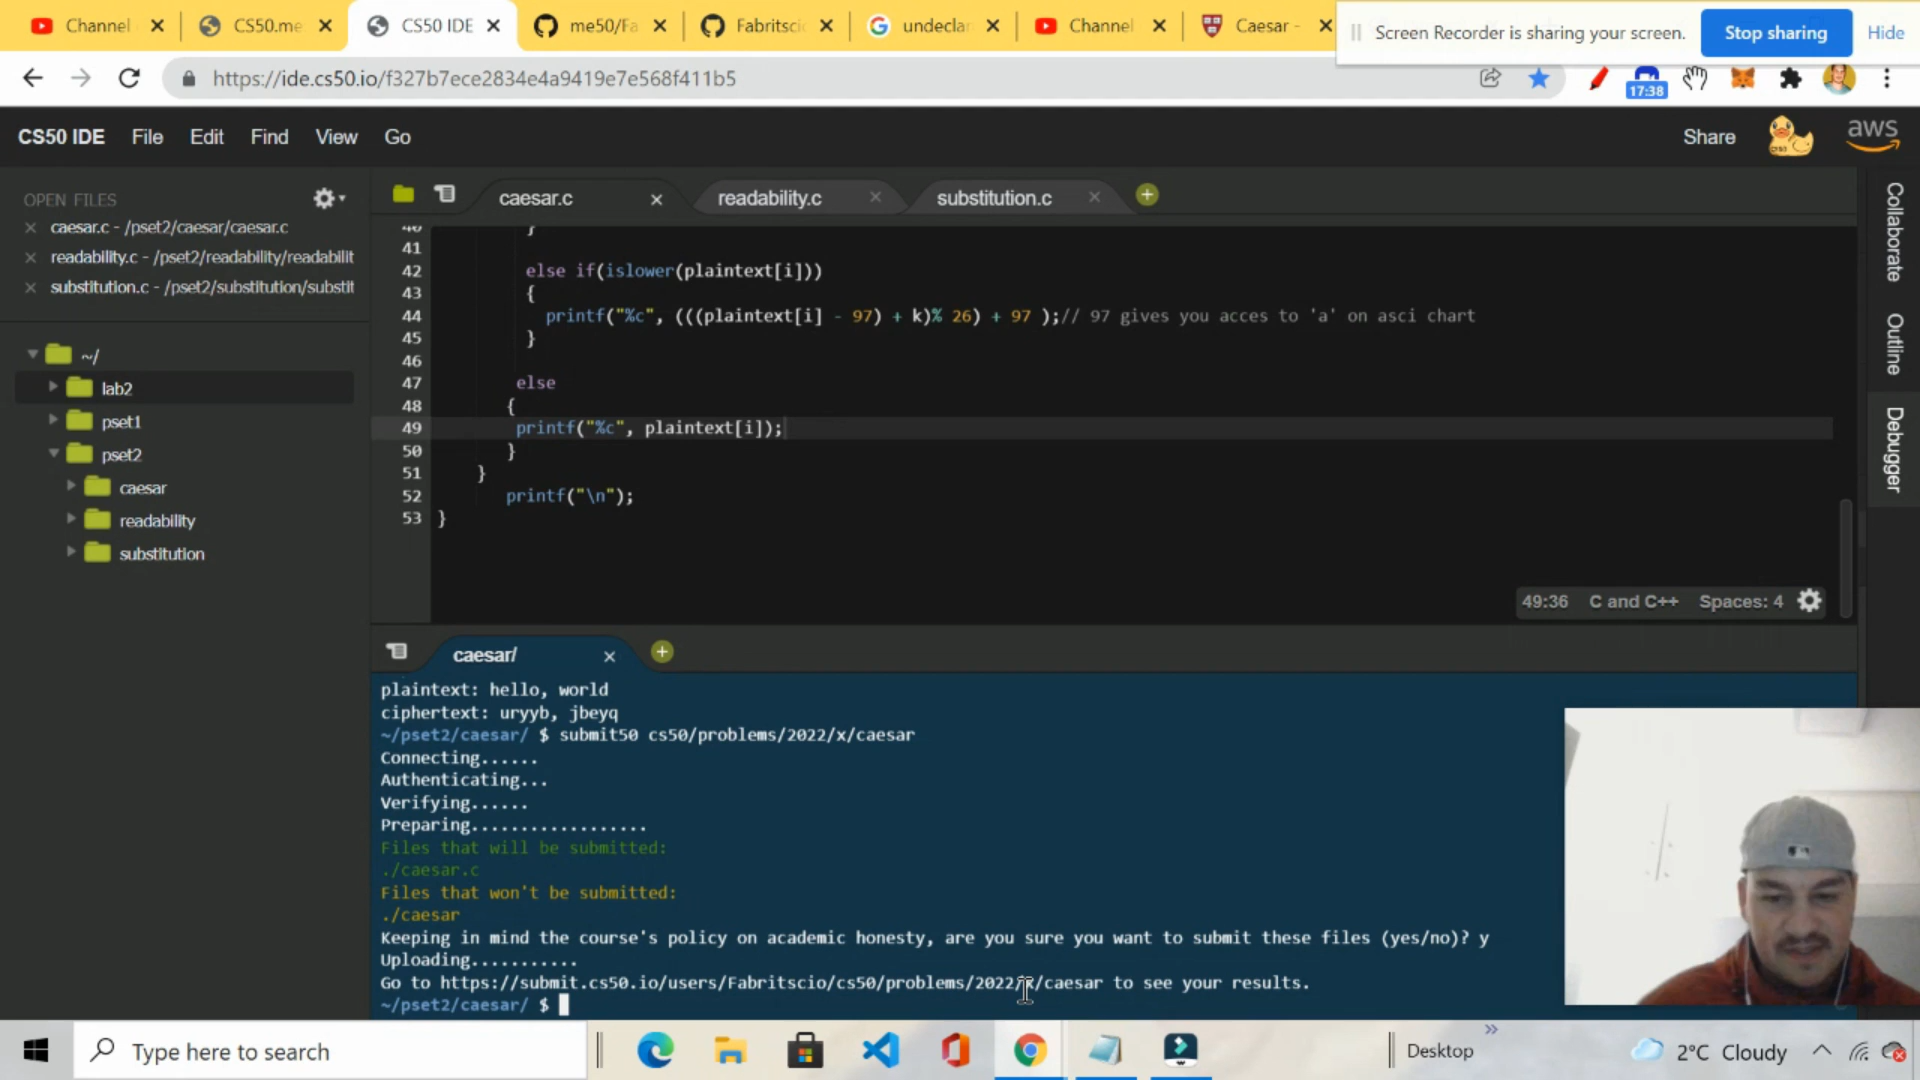 Channel
CS50.me
CS50 IDE
me50/Fa
Fabritsci
undeclar
Channel
Caesar -
Screen Recorder is sharing your screen.
Stop sharing
Hide
https://ide.cs50.io/f327b7ece2834e4a9419e7e568f411b5
17:38
CS50 IDE File Edit Find View Go
Share
aws
OPEN FILES
caesar.c - /pset2/caesar/caesar.c
readability.c - /pset2/readability/readabilit
substitution.c - /pset2/substitution/substit
~/
lab2
pset1
pset2
caesar
readability
substitution
caesar.c
readability.c
substitution.c
40 }
41
42 else if(islower(plaintext[i]))
43 {
44 printf("%c", (((plaintext[i] - 97) + k)% 26) + 97 );// 97 gives you acces to 'a' on asci chart
45 }
46
47 else
48 {
49 printf("%c", plaintext[i]);
50 }
51 }
52 printf("\n");
53 }
49:36 C and C++ Spaces: 4
Collaborate
Outline
Debugger
caesar/
plaintext: hello, world
ciphertext: uryyb, jbeyq
~/pset2/caesar/ $ submit50 cs50/problems/2022/x/caesar
Connecting......
Authenticating...
Verifying......
Preparing..................
Files that will be submitted:
./caesar.c
Files that won't be submitted:
./caesar
Keeping in mind the course's policy on academic honesty, are you sure you want to submit these files (yes/no)? y
Uploading...........
Go to https://submit.cs50.io/users/Fabritscio/cs50/problems/2022/x/caesar to see your results.
~/pset2/caesar/ $
Type here to search
Desktop
2°C Cloudy